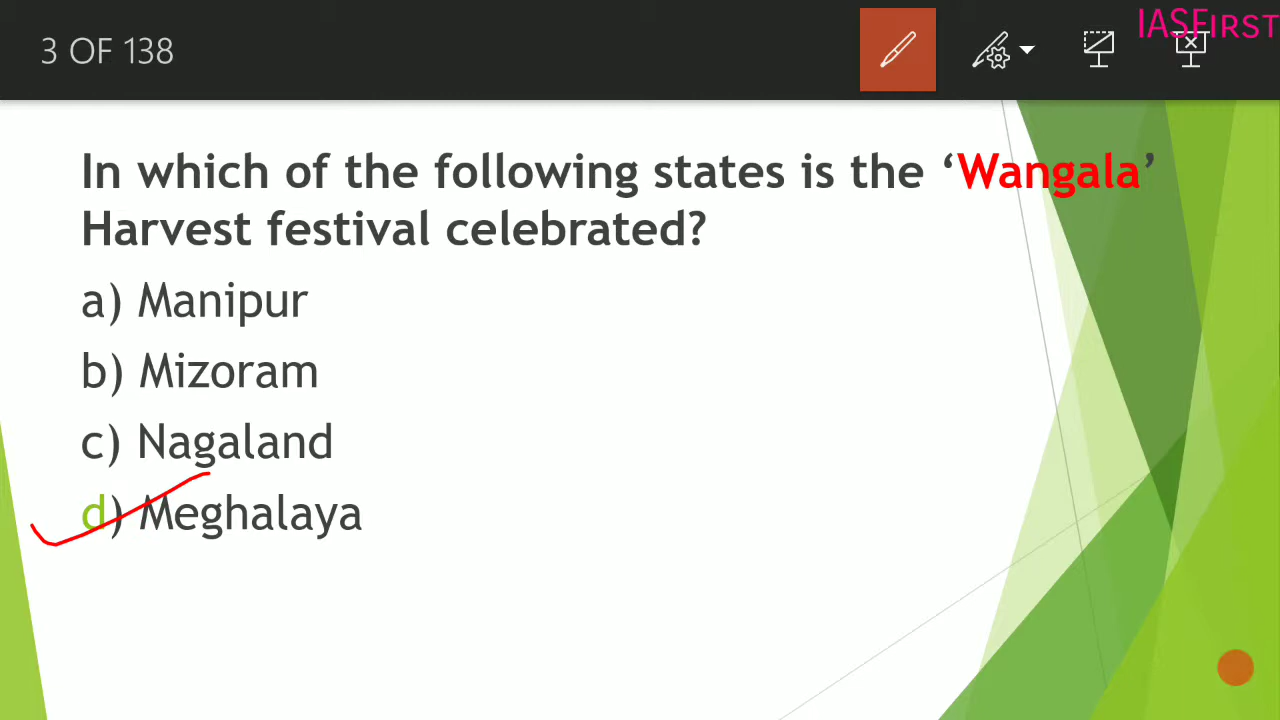 3 OF 138
IASFIRST
In which of the following states is the ‘Wangala’
Harvest festival celebrated?
a) Manipur
b) Mizoram
c) Nagaland
d) Meghalaya